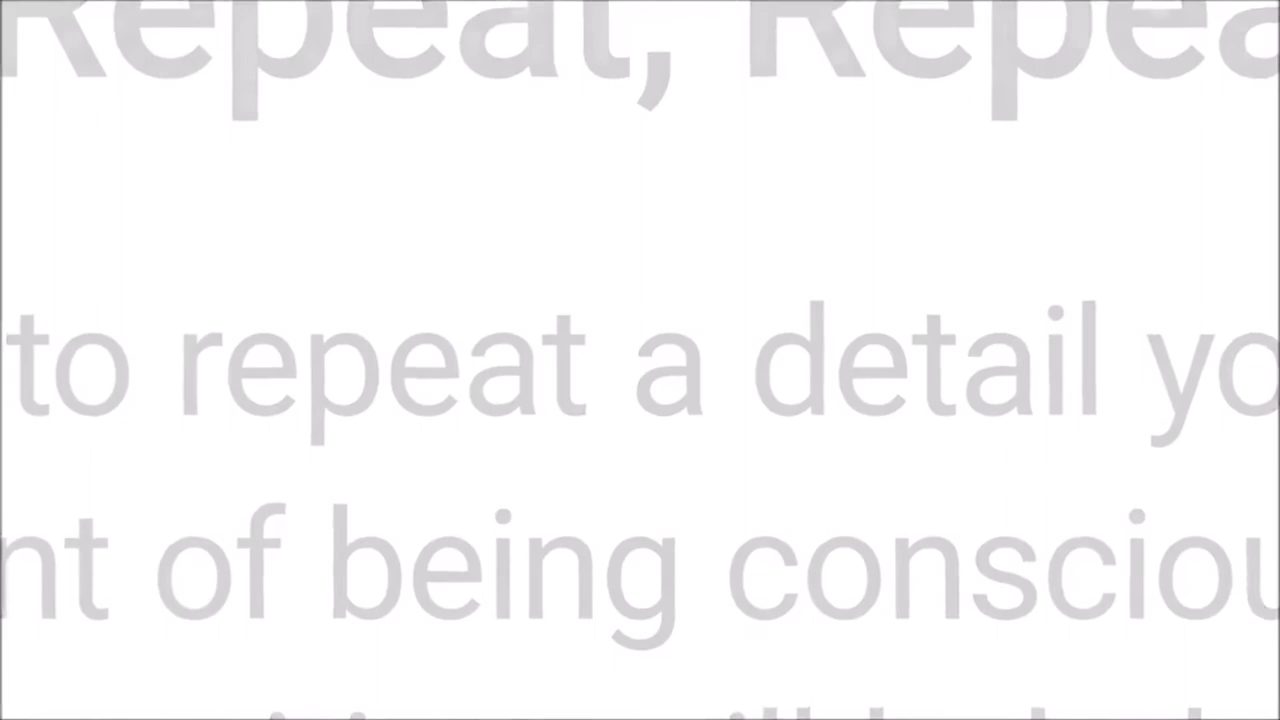 Repeat, Repea
to repeat a detail yo
nt of being consciou